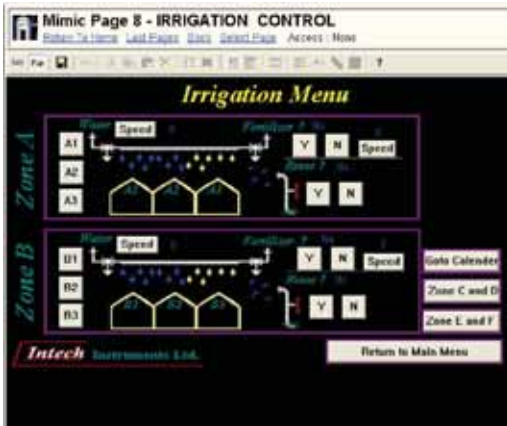 Mimic Page 8 - IRRIGATION CONTROL
Return To Home Last Pages Docs Select Page Access : None
Irrigation Menu
Zone A
Water Speed Fertilizer ? Y N Speed
A1
A2
A3
A1 A2 A3
Y N
Zone B
Water Speed Fertilizer ? Y N Speed
B1
B2
B3
B1 B2 B3
Y N
Goto Calender
Zone C and D
Zone E and F
Intech Instruments Ltd.
Return to Main Menu